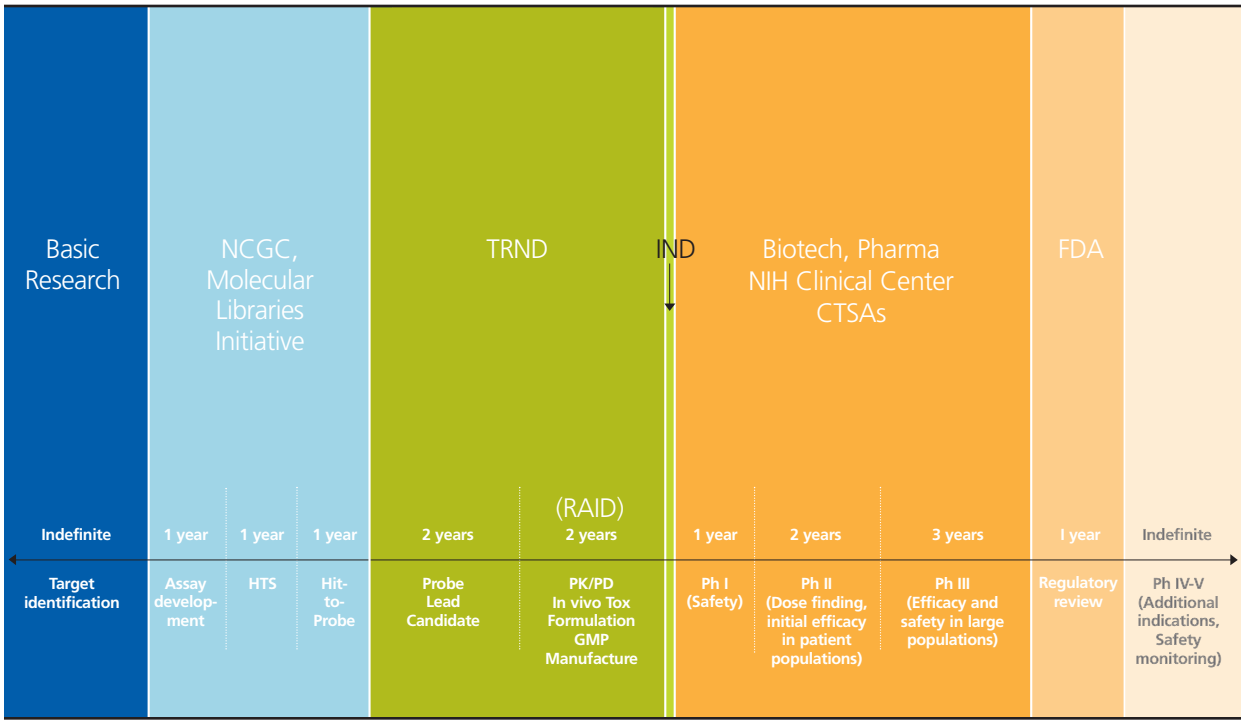 Basic
Research
NCGC,
Molecular
Libraries
Initiative
TRND
IND
Biotech, Pharma
NIH Clinical Center
CTSAs
FDA
(RAID)
Indefinite
1 year
1 year
1 year
2 years
2 years
1 year
2 years
3 years
I year
Indefinite
Target
identification
Assay
develop-
ment
HTS
Hit-
to-
Probe
Probe
Lead
Candidate
PK/PD
In vivo Tox
Formulation
GMP
Manufacture
Ph I
(Safety)
Ph II
(Dose finding,
initial efficacy
in patient
populations)
Ph III
(Efficacy and
safety in large
populations)
Regulatory
review
Ph IV-V
(Additional
indications,
Safety
monitoring)